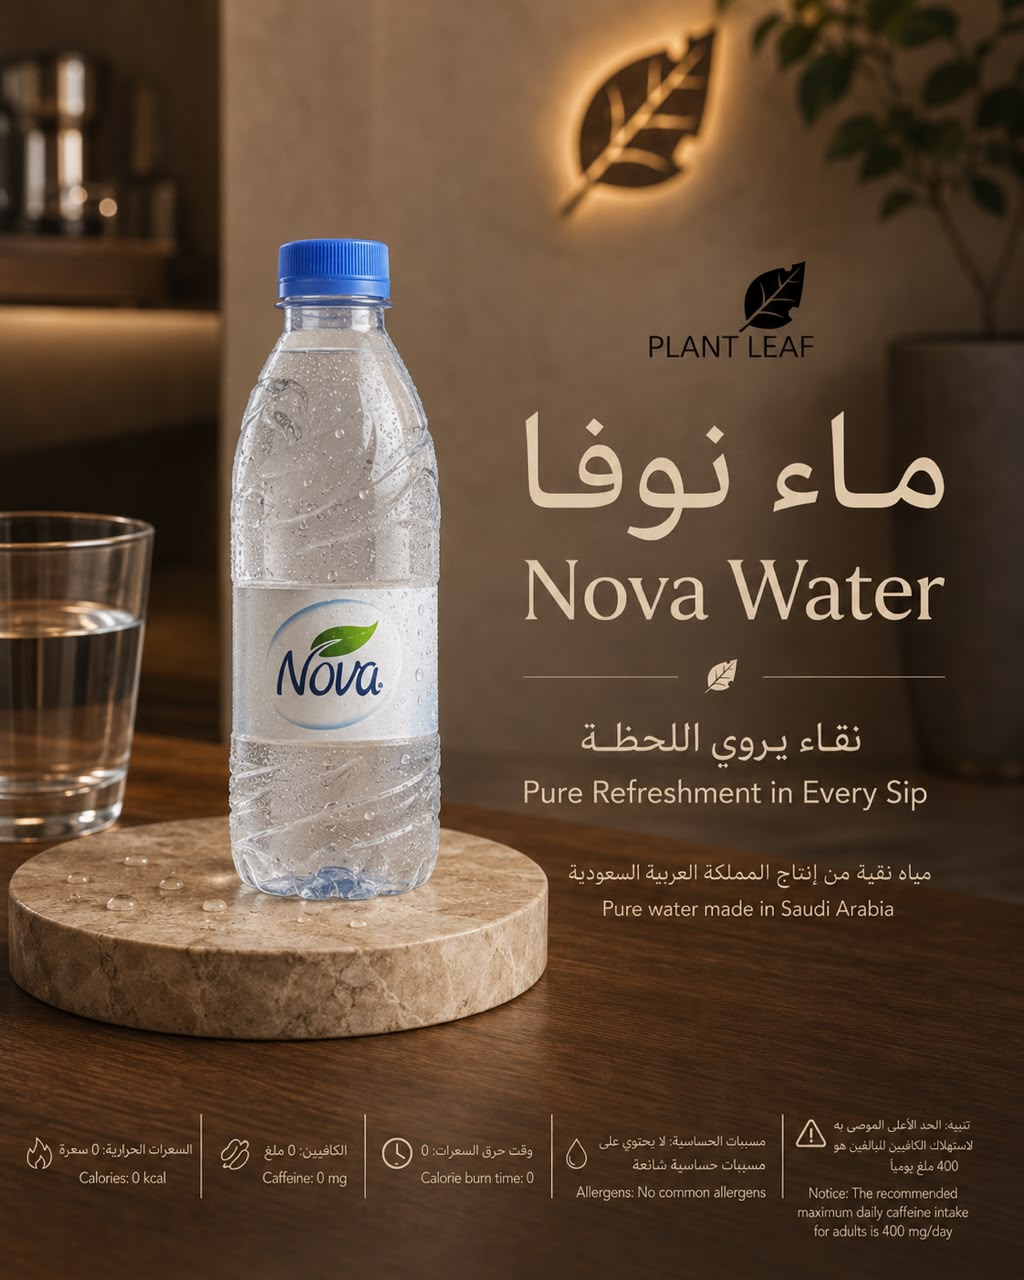 PLANT LEAF
ماء نوفا
Nova Water
Nova
نقاء يروي اللحظة
Pure Refreshment in Every Sip
مياه نقية من إنتاج المملكة العربية السعودية
Pure water made in Saudi Arabia
السعرات الحرارية: 0 سعرة
Calories: 0 kcal
الكافيين: 0 ملغ
Caffeine: 0 mg
وقت حرق السعرات: 0
Calorie burn time: 0
مسببات الحساسية: لا يحتوي على
مسببات حساسية شائعة
Allergens: No common allergens
تنبيه: الحد الأعلى الموصى به
لاستهلاك الكافيين للبالغين هو
400 ملغ يومياً
Notice: The recommended
maximum daily caffeine intake
for adults is 400 mg/day